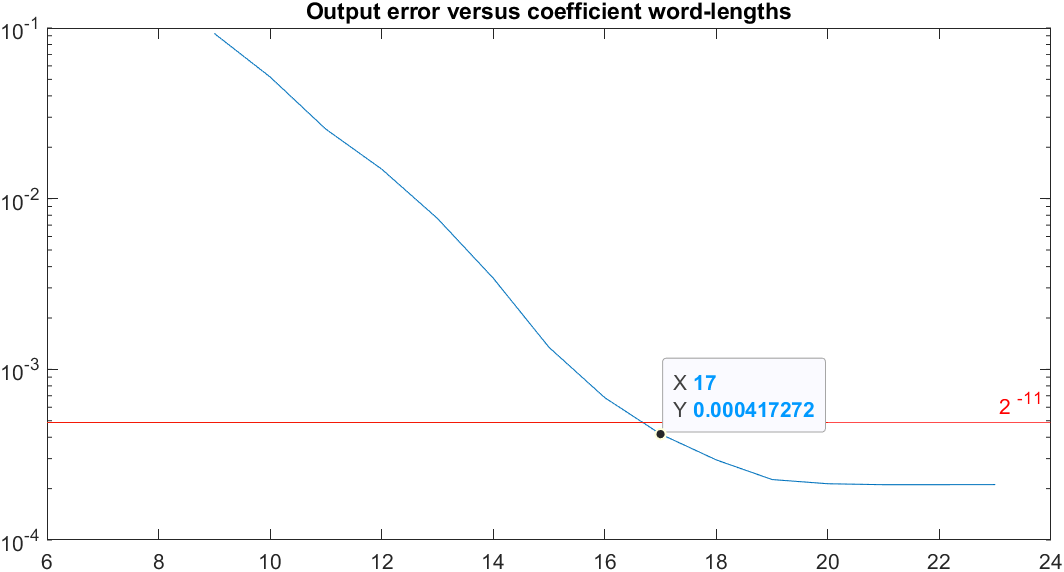 Output error versus coefficient word-lengths
10^-1
10^-2
10^-3
10^-4
X 17
Y 0.000417272
2^-11
6 8 10 12 14 16 18 20 22 24